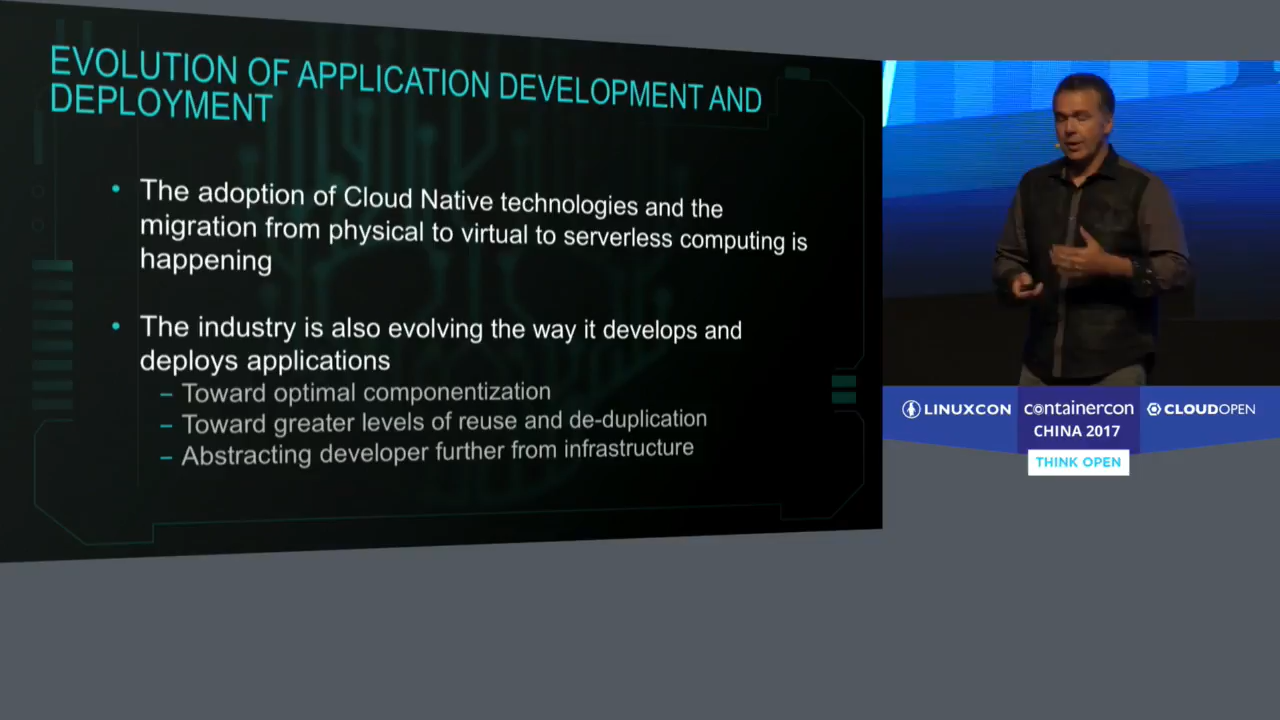 EVOLUTION OF APPLICATION DEVELOPMENT AND
DEPLOYMENT
• The adoption of Cloud Native technologies and the
migration from physical to virtual to serverless computing is
happening
• The industry is also evolving the way it develops and
deploys applications
– Toward optimal componentization
– Toward greater levels of reuse and de-duplication
– Abstracting developer further from infrastructure
LINUXCON containercon CLOUDOPEN
CHINA 2017
THINK OPEN